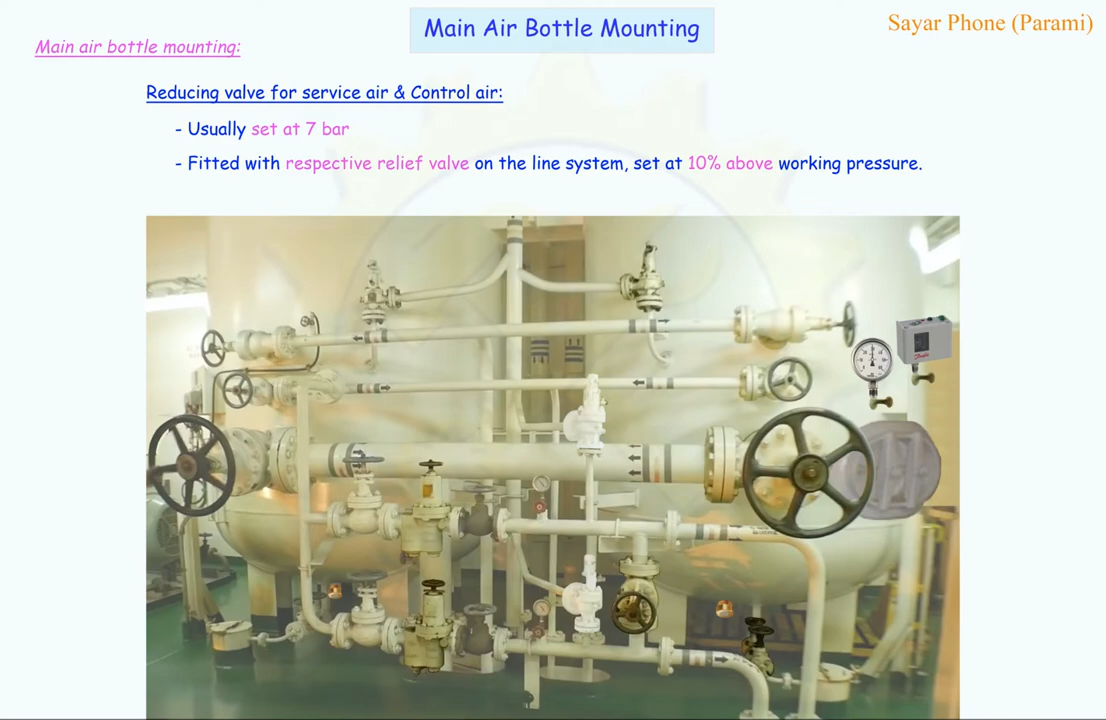 Main Air Bottle Mounting
Sayar Phone (Parami)
Main air bottle mounting:
Reducing valve for service air & Control air:
- Usually set at 7 bar
- Fitted with respective relief valve on the line system, set at 10% above working pressure.
Danfoss